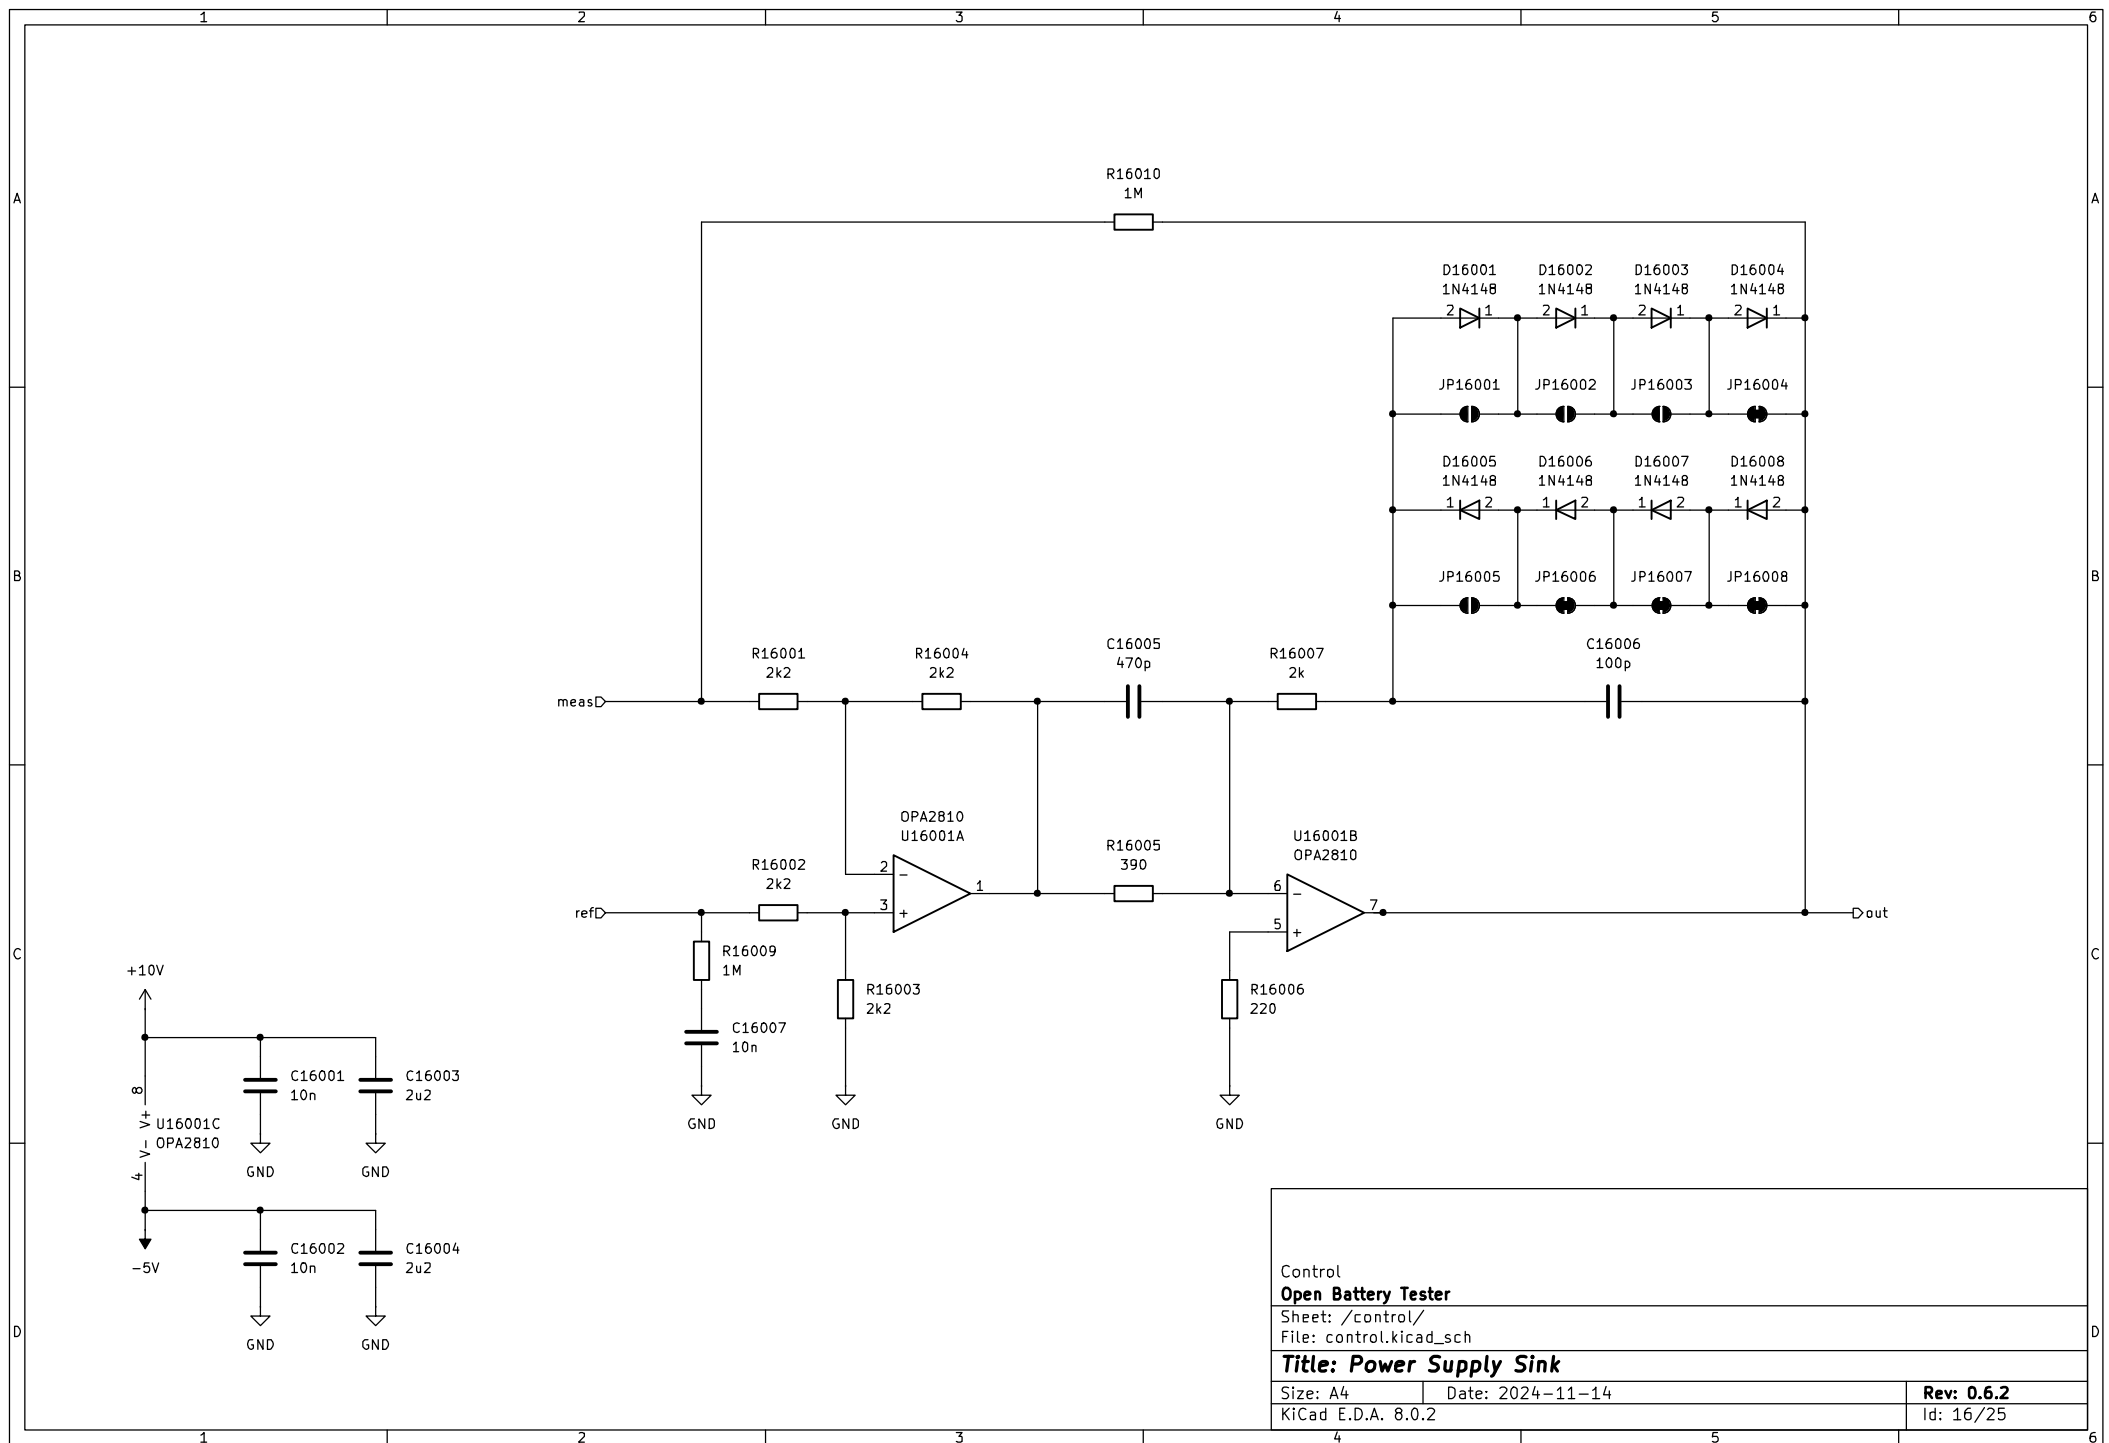 1 2 3 4 5 6
A A
R16010
1M
D16001 D16002 D16003 D16004
1N4148 1N4148 1N4148 1N4148
2 1 2 1 2 1 2 1
JP16001 JP16002 JP16003 JP16004
D16005 D16006 D16007 D16008
1N4148 1N4148 1N4148 1N4148
1 2 1 2 1 2 1 2
B B
JP16005 JP16006 JP16007 JP16008
R16001 R16004 C16005 R16007 C16006
2k2 2k2 470p 2k 100p
meas
OPA2810
U16001A
U16001B
OPA2810
R16005
390
R16002
2k2
2 −
1
3 +
6 −
7
5 +
ref
out
C C
R16009
1M
+10V
R16003
2k2
R16006
220
C16007
10n
C16001
10n
C16003
2u2
8
V+
U16001C
OPA2810
V−
4
GND GND GND
GND GND
C16002
10n
C16004
2u2
−5V
GND GND
D D
Control
Open Battery Tester
Sheet: /control/
File: control.kicad_sch
Title: Power Supply Sink
Size: A4 Date: 2024-11-14 Rev: 0.6.2
KiCad E.D.A. 8.0.2 Id: 16/25
1 2 3 4 5 6